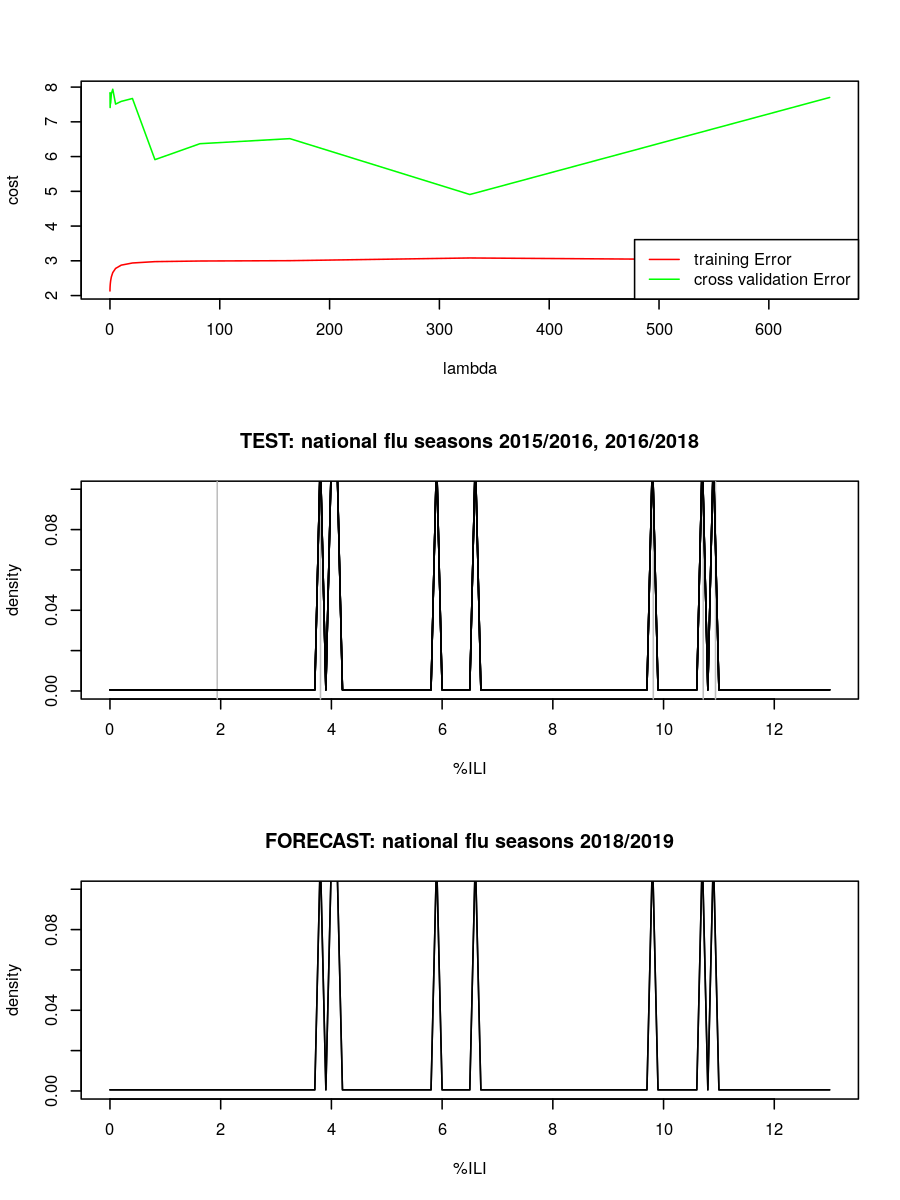 8
7
6
5
4
3
2
cost
training Error
cross validation Error
0 100 200 300 400 500 600
lambda
TEST: national flu seasons 2015/2016, 2016/2018
0.08
0.04
0.00
density
0 2 4 6 8 10 12
%ILI
FORECAST: national flu seasons 2018/2019
0.08
0.04
0.00
density
0 2 4 6 8 10 12
%ILI